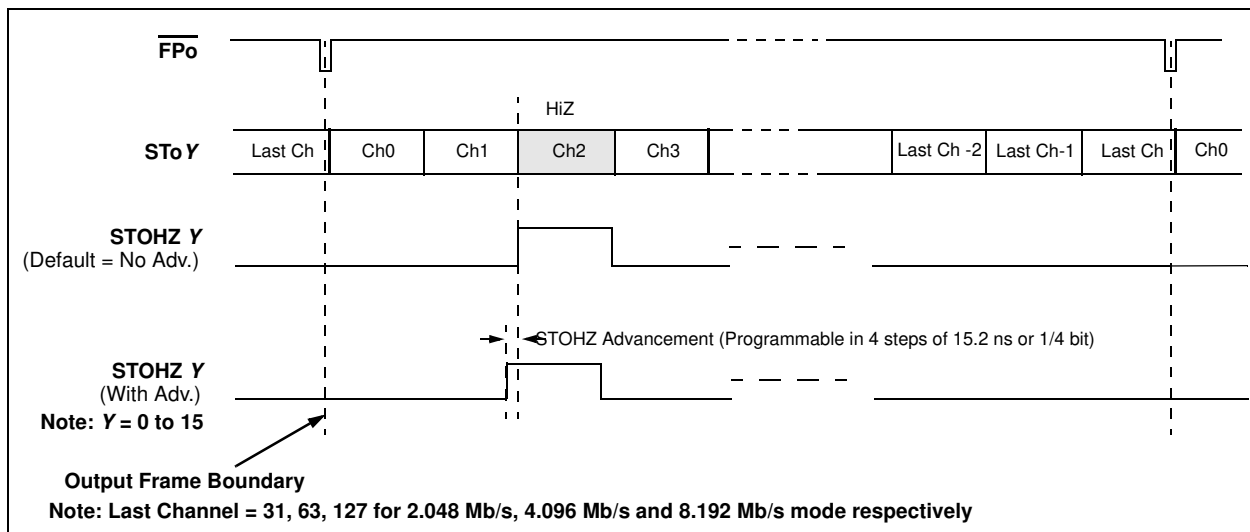 FPo
HiZ
SToY Last Ch Ch0 Ch1 Ch2 Ch3 Last Ch -2 Last Ch-1 Last Ch Ch0
STOHZ Y
(Default = No Adv.)
STOHZ Advancement (Programmable in 4 steps of 15.2 ns or 1/4 bit)
STOHZ Y
(With Adv.)
Note: Y = 0 to 15
Output Frame Boundary
Note: Last Channel = 31, 63, 127 for 2.048 Mb/s, 4.096 Mb/s and 8.192 Mb/s mode respectively